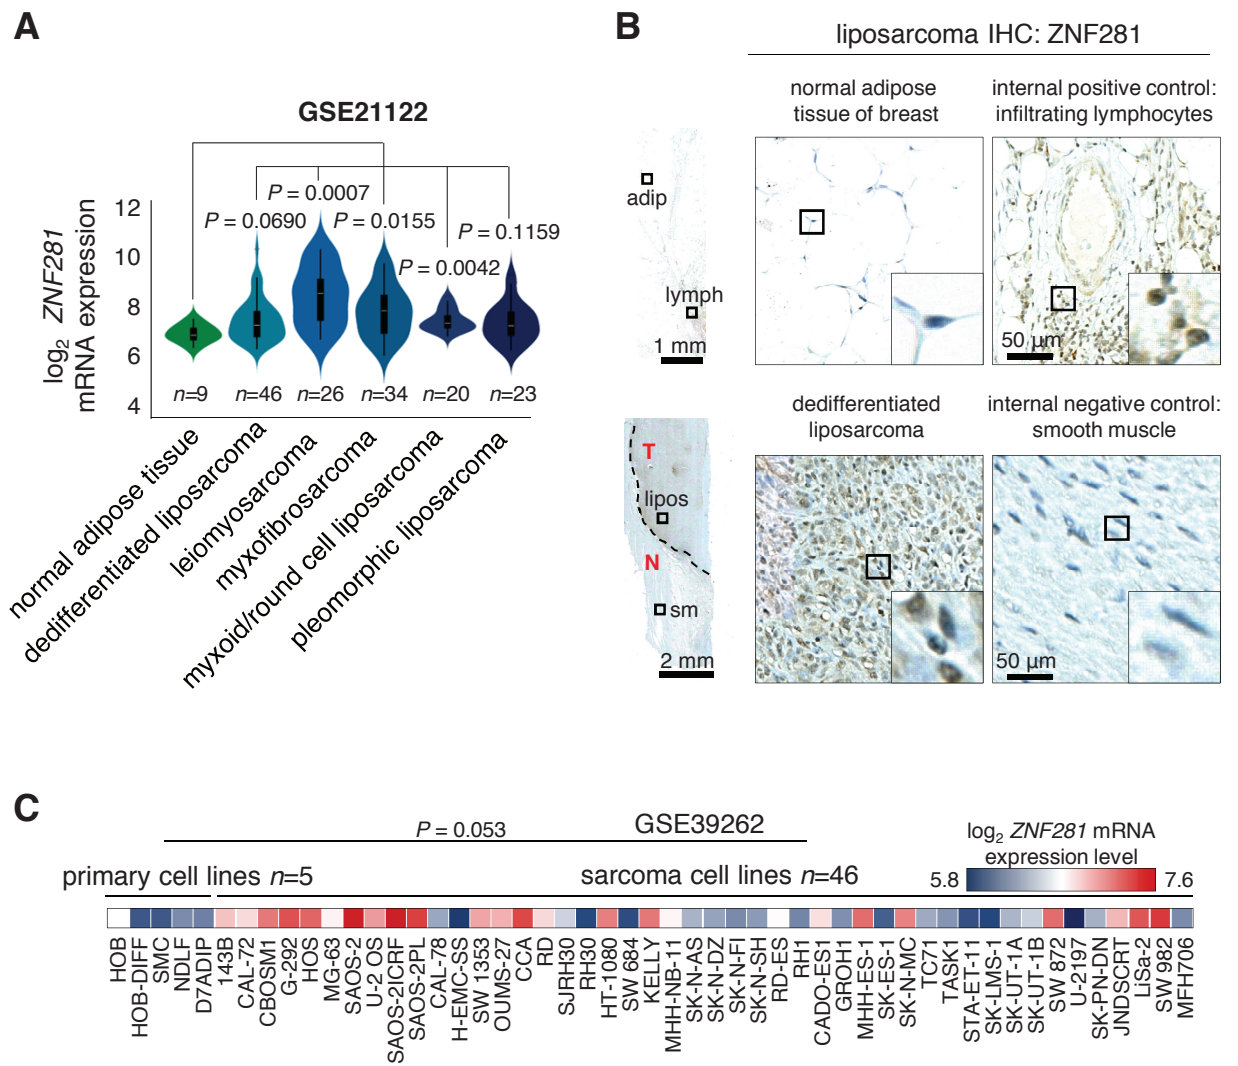 A
GSE21122
P = 0.0007
P = 0.0690
P = 0.0155
P = 0.1159
P = 0.0042
log2 ZNF281
mRNA expression
12
10
8
6
4
n=9
n=46
n=26
n=34
n=20
n=23
normal adipose tissue
dedifferentiated liposarcoma
leiomyosarcoma
myxofibrosarcoma
myxoid/round cell liposarcoma
pleomorphic liposarcoma
B
liposarcoma IHC: ZNF281
normal adipose
tissue of breast
internal positive control:
infiltrating lymphocytes
adip
lymph
1 mm
50 µm
dedifferentiated
liposarcoma
internal negative control:
smooth muscle
T
lipos
N
sm
2 mm
50 µm
C
P = 0.053
GSE39262
log2 ZNF281 mRNA
expression level
5.8
7.6
primary cell lines n=5
sarcoma cell lines n=46
HOB
HOB-DIFF
SMC
NDLF
D7ADIP
143B
CAL-72
CBOSM1
G-292
HOS
MG-63
SAOS-2
U-2 OS
SAOS-2ICRF
SAOS-2PL
CAL-78
H-EMC-SS
SW 1353
OUMS-27
CCA
RD
SJRH30
RH30
HT-1080
SW 684
KELLY
MHH-NB-11
SK-N-AS
SK-N-DZ
SK-N-FI
SK-N-SH
RD-ES
RH1
CADO-ES1
GROH1
MHH-ES-1
SK-ES-1
SK-N-MC
TC71
TASK1
STA-ET-11
SK-LMS-1
SK-UT-1A
SK-UT-1B
SW 872
U-2197
SK-PN-DN
JNDSCRT
LiSa-2
SW 982
MFH706